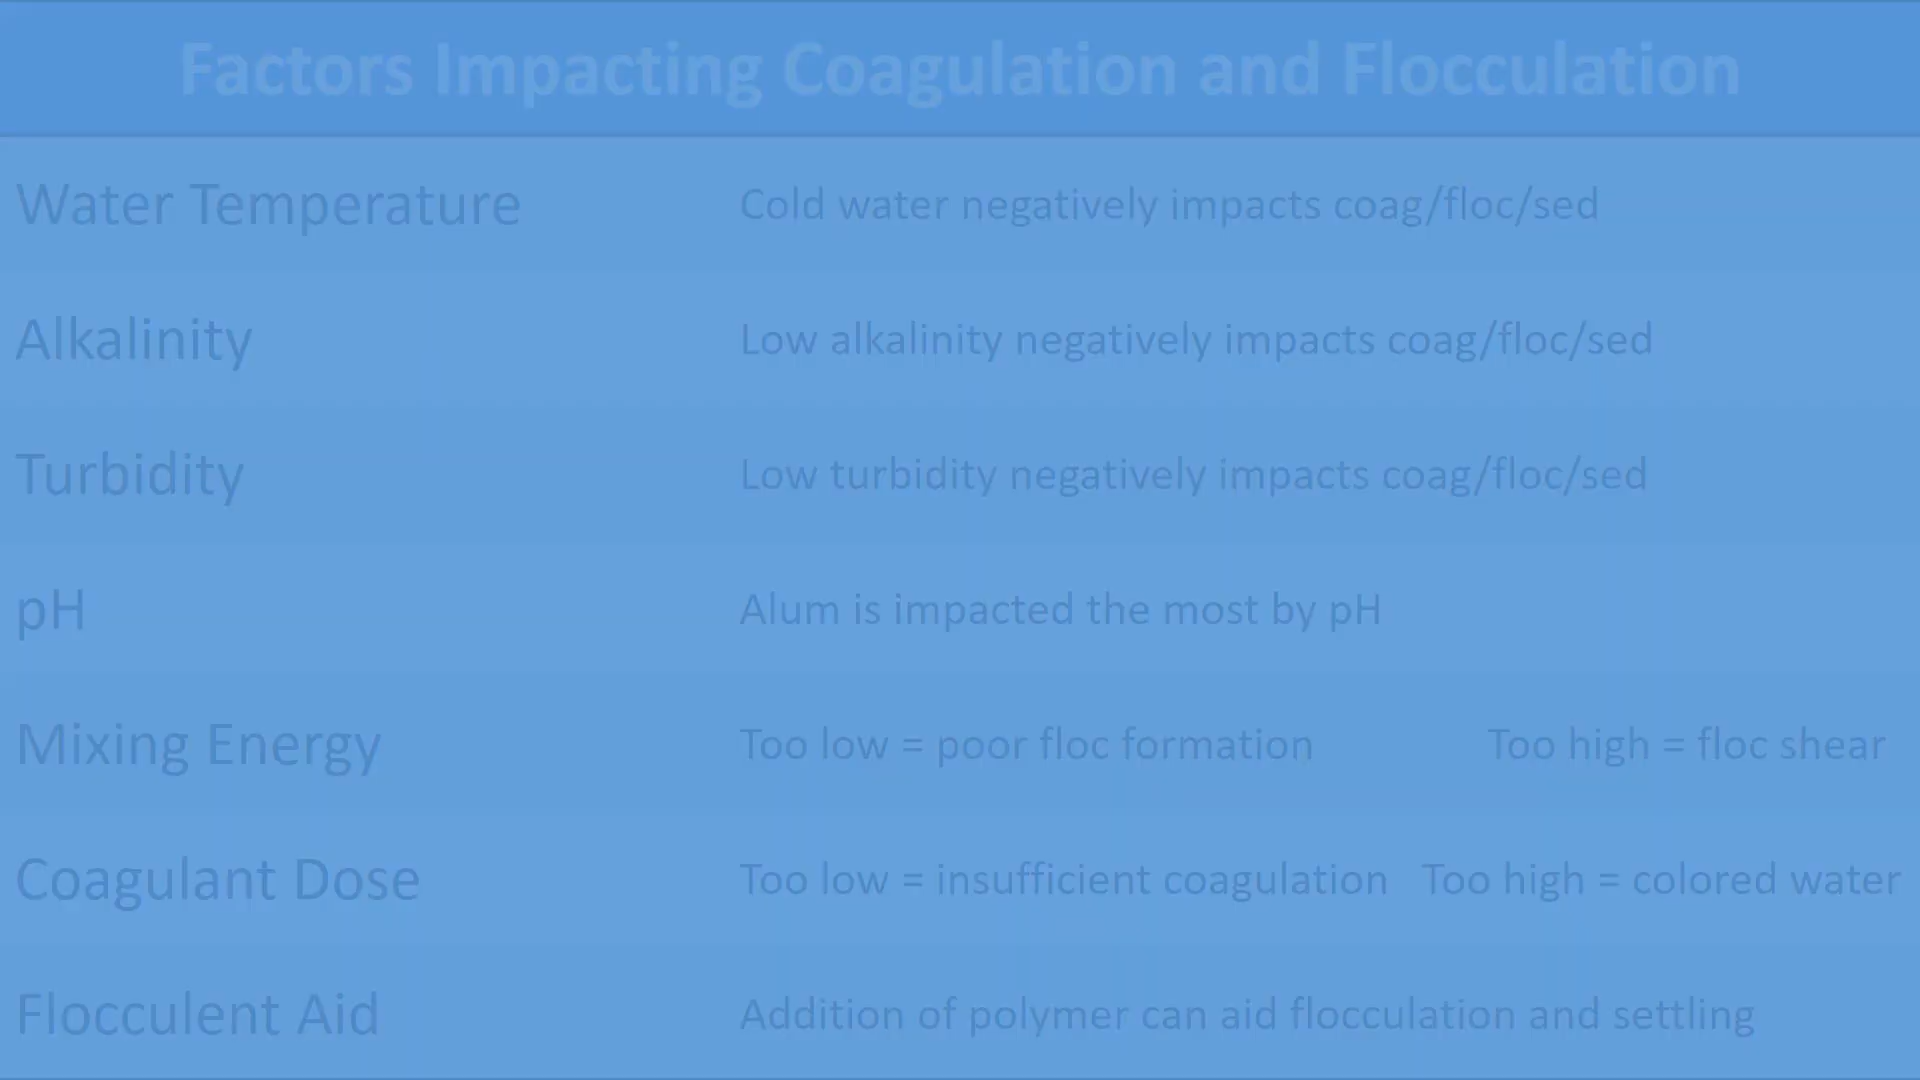 Factors Impacting Coagulation and Flocculation
Water Temperature Cold water negatively impacts coag/floc/sed
Alkalinity Low alkalinity negatively impacts coag/floc/sed
Turbidity Low turbidity negatively impacts coag/floc/sed
pH Alum is impacted the most by pH
Mixing Energy Too low = poor floc formation Too high = floc shear
Coagulant Dose Too low = insufficient coagulation Too high = colored water
Flocculent Aid Addition of polymer can aid flocculation and settling